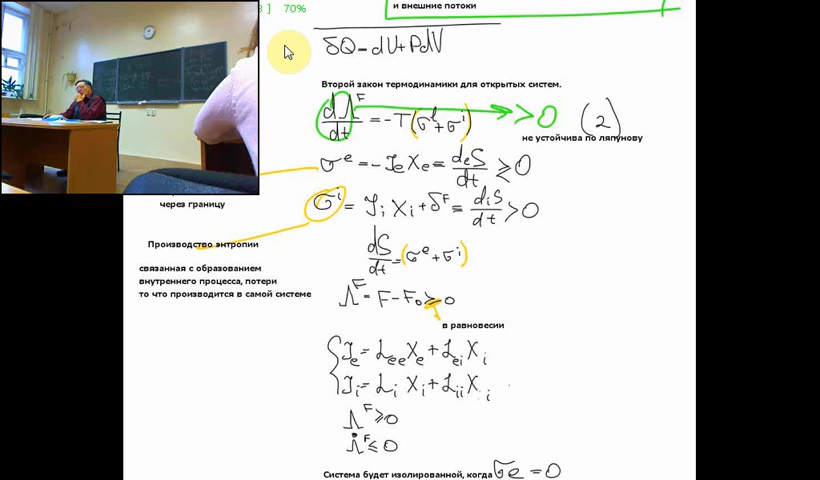 ] 70%
и внешние потоки
δQ = dU + PdV
Второй закон термодинамики для открытых систем.
dΛ^F/dt = -T(σ^e + σ^i) > 0 (2)
не устойчива по ляпунову
σ^e = -J_e X_e = d_e S/dt ⩾ 0
через границу
σ^i = J_i X_i + δ^F = d_i S/dt > 0
Производство энтропии
dS/dt = (σ^e + σ^i)
связанная с образованием
внутреннего процесса, потери
то что производится в самой системе
Λ^F = F - F_0 ⩾ 0
в равновесии
J_e = L_ee X_e + L_ei X_i
J_i = L_i X_i + L_ii X_i
Λ^F ⩾ 0
Λ̇^F ⩽ 0
Система будет изолированной, когда σe = 0